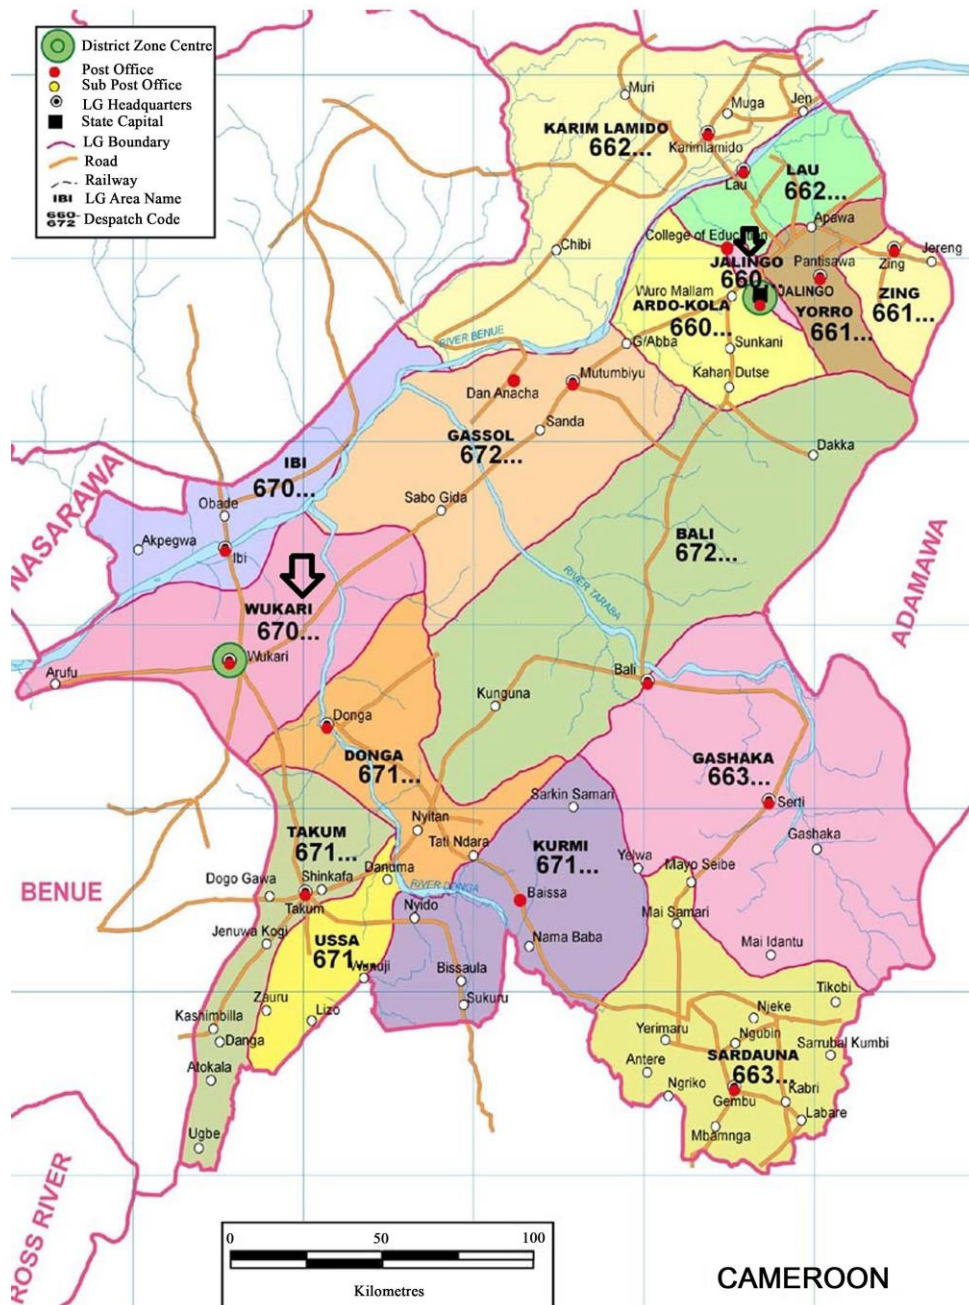 District Zone Centre
Post Office
Sub Post Office
LG Headquarters
State Capital
LG Boundary
Road
Railway
IBI LG Area Name
660-
672 Despatch Code
Muri
Muga
Jen
KARIM LAMIDO
662...
Karimlamido
Lau
LAU
662...
Apawa
College of Education
Chibi
JALINGO
660...
Pantisawa
Zing
Jereng
Wuro Mallam
JALINGO
ARDO-KOLA
660...
YORRO
661...
ZING
661...
RIVER BENUE
G/Abba
Sunkani
Kahan Dutse
Dan Anacha
Mutumbiyu
Sanda
GASSOL
672...
Dakka
IBI
670...
Obade
Sabo Gida
NASARAWA
Akpegwa
Ibi
BALI
672...
RIVER TARABA
ADAMAWA
WUKARI
670...
Wukari
Arufu
Bali
Kunguna
Donga
DONGA
671...
GASHAKA
663...
Serti
Sarkin Samari
Nyitan
TAKUM
671...
Tati Ndara
KURMI
671...
Gashaka
Yelwa
Mayo Seibe
BENUE
Dogo Gawa
Shinkafa
Danuma
RIVER DONGA
Takum
Baissa
Nyido
Mai Samari
Jenuwa Kogi
USSA
671...
Nama Baba
Mai Idantu
Bissaula
Sukuru
Tikobi
Zauru
Lizo
Njeke
Kashimbilla
Danga
Yerimaru
Ngubin
Sarrubal Kumbi
SARDAUNA
663...
Antere
Atokala
Ngriko
Gembu
Kabri
Labare
Mbamnga
Ugbe
ROSS RIVER
0 50 100
Kilometres
CAMEROON